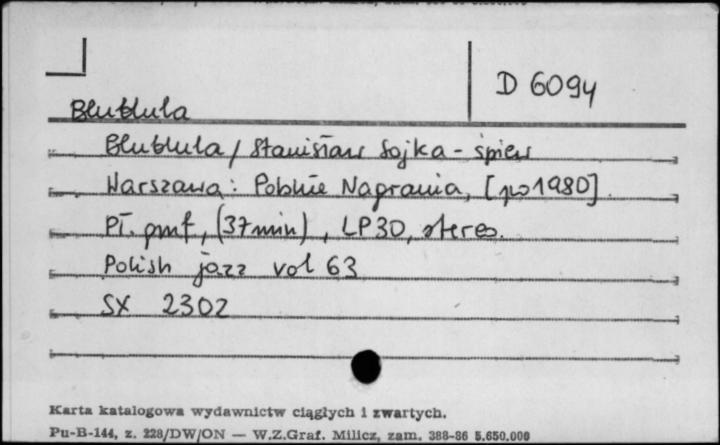 D 6094
Blublula
Blublula / Stanisław Sojka - śpiew
Warszawa : Polskie Nagrania, [po 1980]
Pł. gmf, (37 min), LP30, stereo.
Polish jazz vol 63
SX 2302
Karta katalogowa wydawnictw ciągłych i zwartych.
Pu-B-144, z. 228/DW/ON — W.Z.Graf. Milicz, zam. 388-86 5.650.000